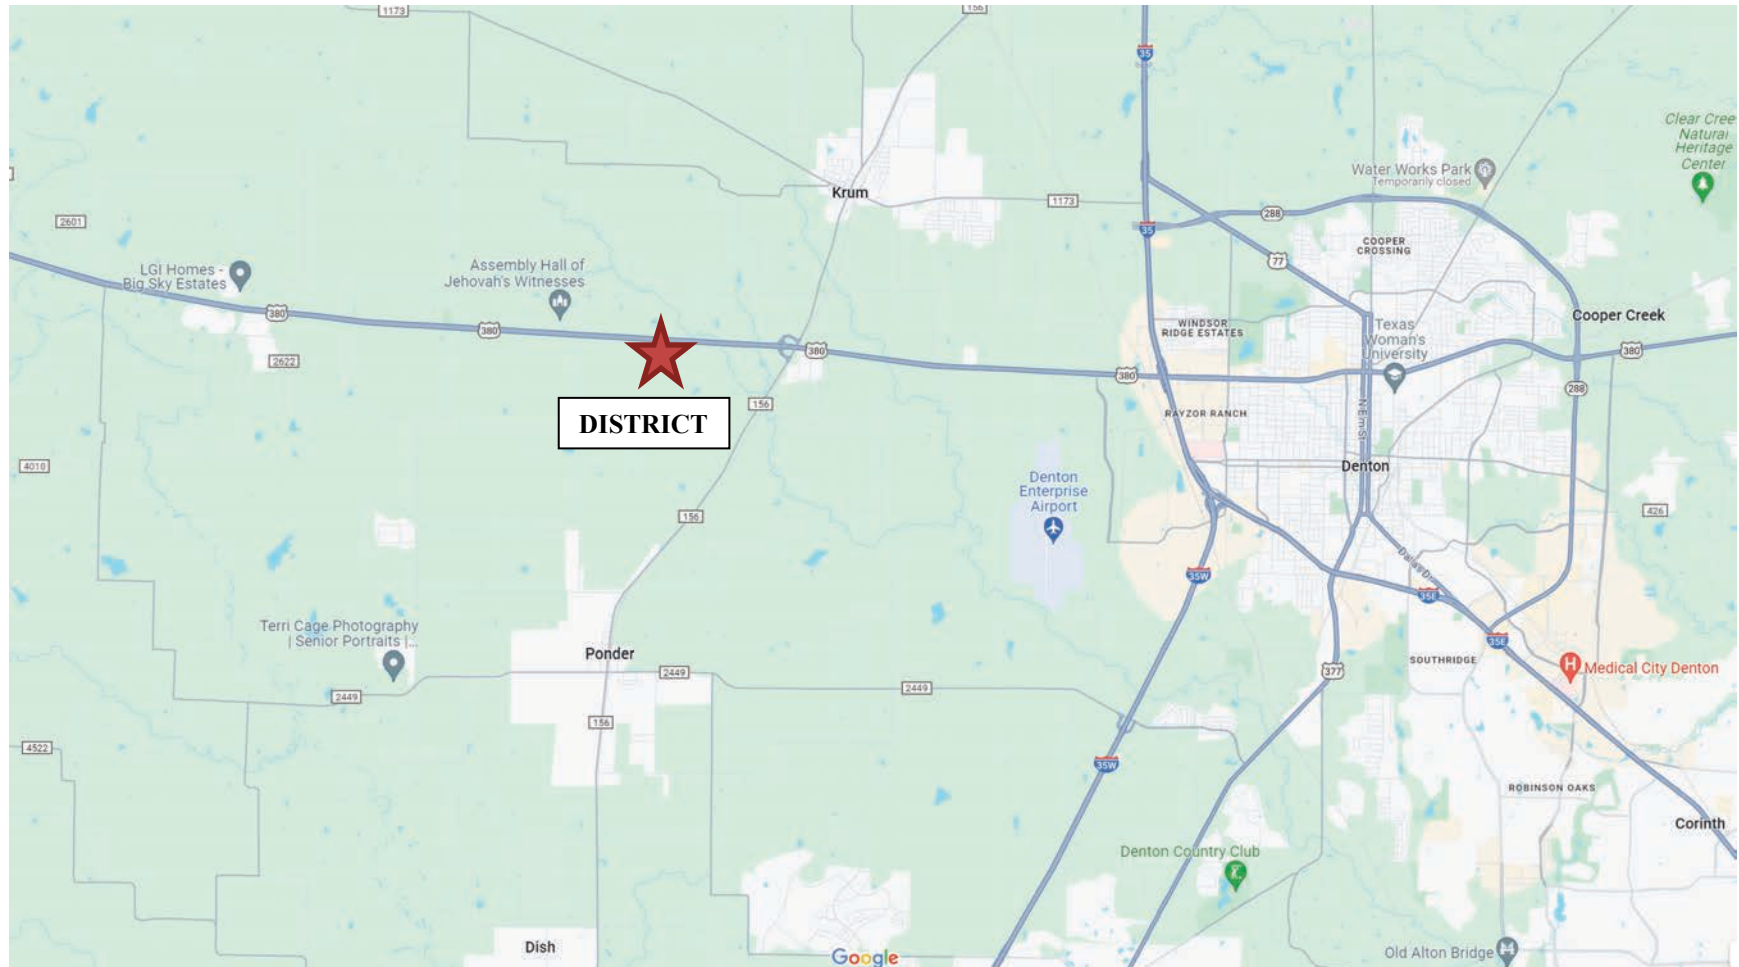 1173
156
35
Clear Cree
Natural
Heritage
Center
Water Works Park
Temporarily closed
Krum
1173
2601
288
35
COOPER
CROSSING
77
LGI Homes -
Big Sky Estates
Assembly Hall of
Jehovah's Witnesses
380
380
WINDSOR
RIDGE ESTATES
Texas
Woman's
University
Cooper Creek
380
380
380
2622
288
DISTRICT
156
RAYZOR RANCH
N Elm St
4010
Denton
Denton
Enterprise
Airport
426
156
Dallas Dr
35W
35E
Terri Cage Photography
| Senior Portraits |...
35E
Ponder
SOUTHRIDGE
Medical City Denton
2449
377
2449
2449
156
4522
35W
ROBINSON OAKS
Corinth
Denton Country Club
Dish
Google
Old Alton Bridge